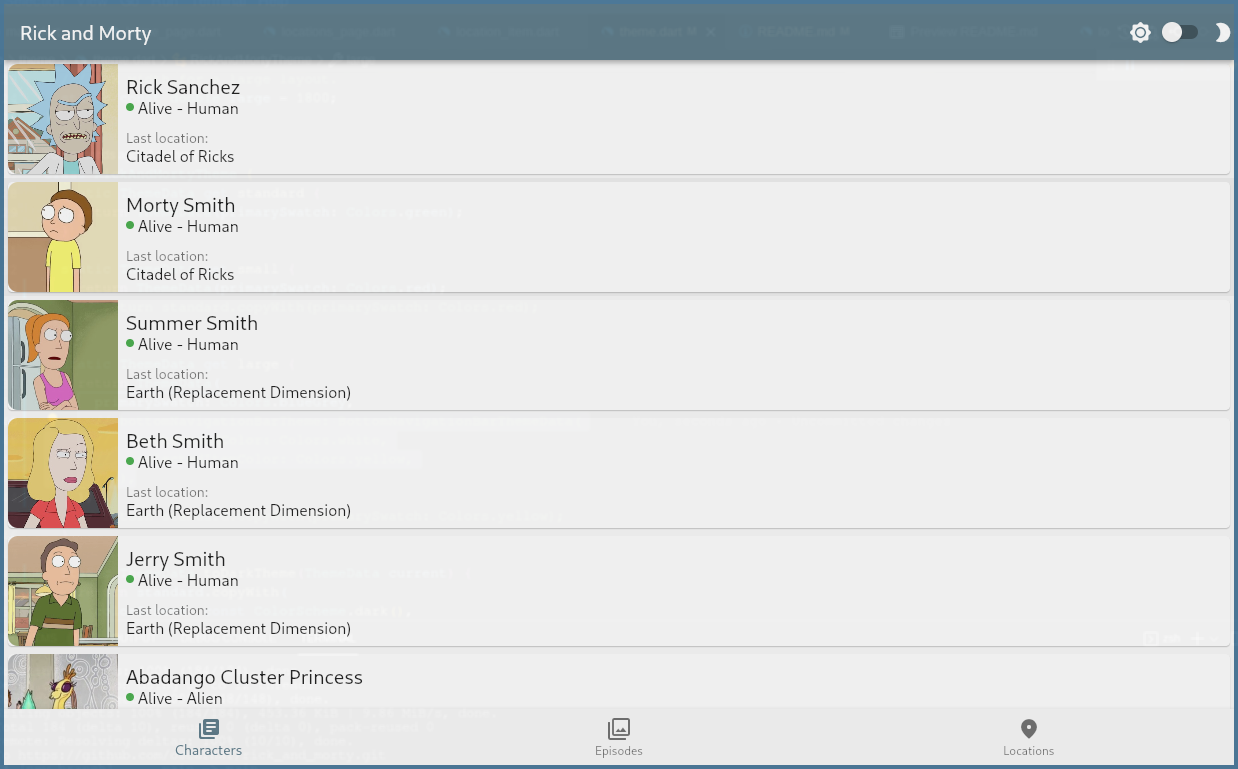 Rick and Morty
Rick Sanchez
Alive - Human
Last location:
Citadel of Ricks
Morty Smith
Alive - Human
Last location:
Citadel of Ricks
Summer Smith
Alive - Human
Last location:
Earth (Replacement Dimension)
Beth Smith
Alive - Human
Last location:
Earth (Replacement Dimension)
Jerry Smith
Alive - Human
Last location:
Earth (Replacement Dimension)
Abadango Cluster Princess
Alive - Alien
Characters
Episodes
Locations